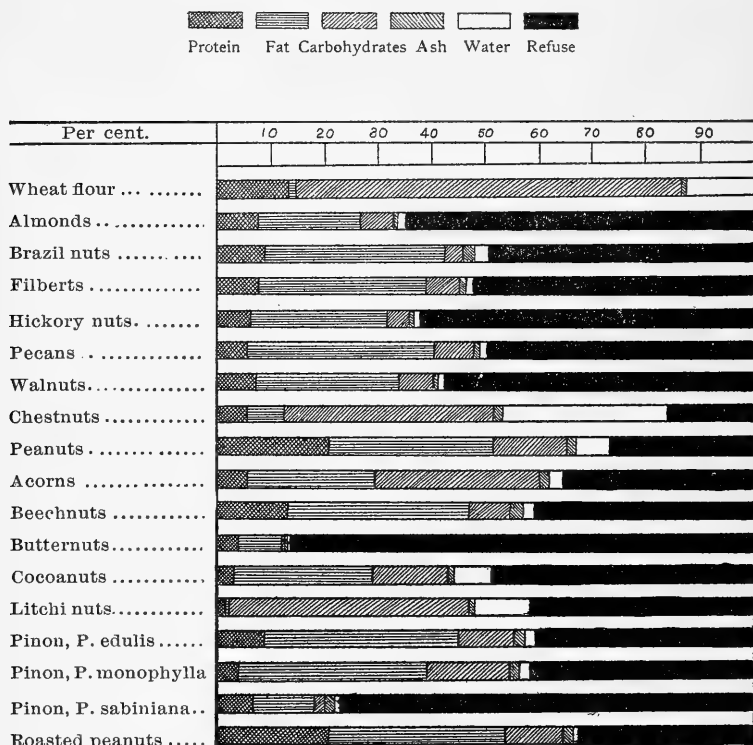 Protein Fat Carbohydrates Ash Water Refuse
Per cent. 10 20 30 40 50 60 70 80 90
Wheat flour ... .......
Almonds .. ...........
Brazil nuts ...... ....
Filberts .............
Hickory nuts. .......
Pecans . . ............
Walnuts...............
Chestnuts ............
Peanuts . ............
Acorns ..............
Beechnuts ...........
Butternuts............
Cocoanuts ...........
Litchi nuts...........
Pinon, P. edulis ......
Pinon, P. monophylla
Pinon, P. sabiniana..
Roasted peanuts .....